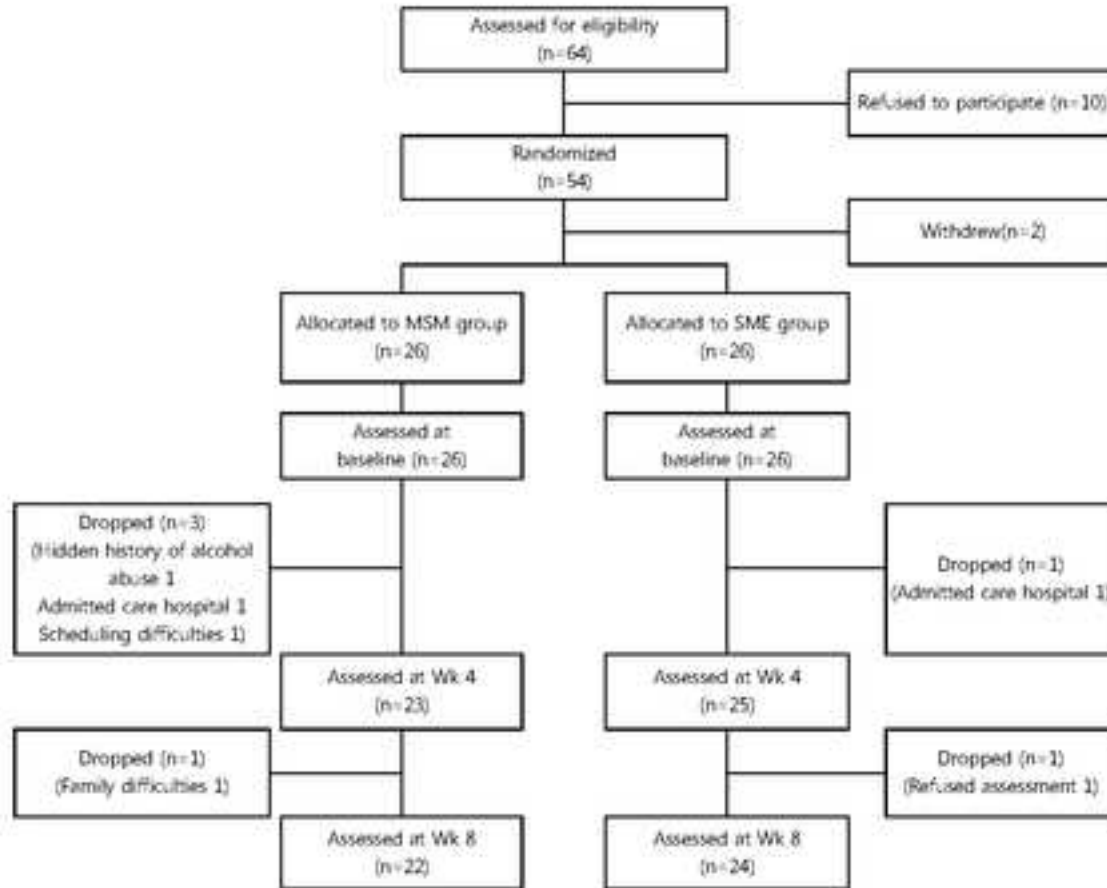 Assessed for eligibility
(n=64)
Refused to participate (n=10)
Randomized
(n=54)
Withdrew(n=2)
Allocated to MSM group
(n=26)
Allocated to SME group
(n=26)
Assessed at
baseline (n=26)
Assessed at
baseline (n=26)
Dropped (n=3)
(Hidden history of alcohol
abuse 1
Admitted care hospital 1
Scheduling difficulties 1)
Dropped (n=1)
(Admitted care hospital 1)
Assessed at Wk 4
(n=23)
Assessed at Wk 4
(n=25)
Dropped (n=1)
(Family difficulties 1)
Dropped (n=1)
(Refused assessment 1)
Assessed at Wk 8
(n=22)
Assessed at Wk 8
(n=24)